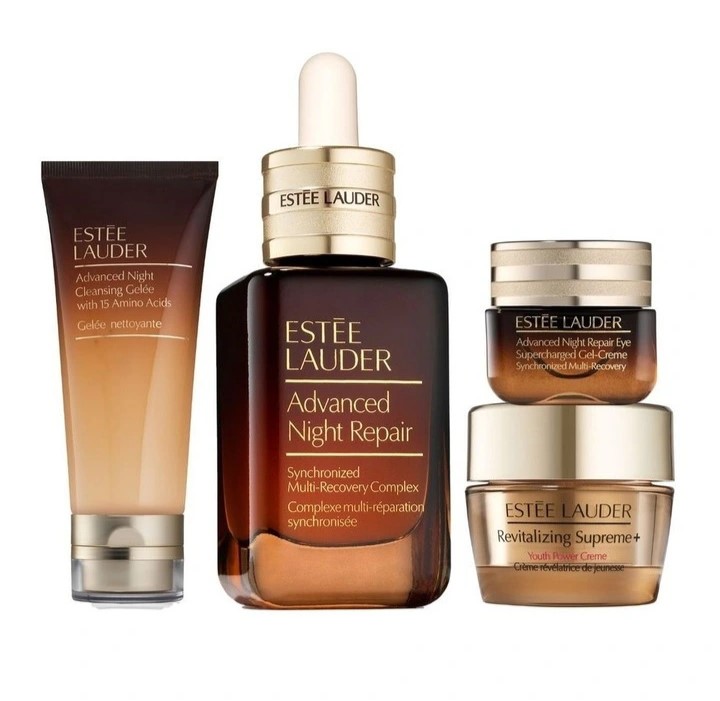 ESTĒE
LAUDER
Advanced Night
Cleansing Gelée
with 15 Amino Acids
Gelée nettoyante
ESTĒE LAUDER
ESTĒE
LAUDER
Advanced
Night Repair
Synchronized
Multi-Recovery Complex
Complexe multi-réparation
synchronisée
ESTĒE LAUDER
Advanced Night Repair Eye
Supercharged Gel-Creme
Synchronized Multi-Recovery
ESTĒE LAUDER
Revitalizing Supreme+
Youth Power Creme
Crème révélatrice de jeunesse